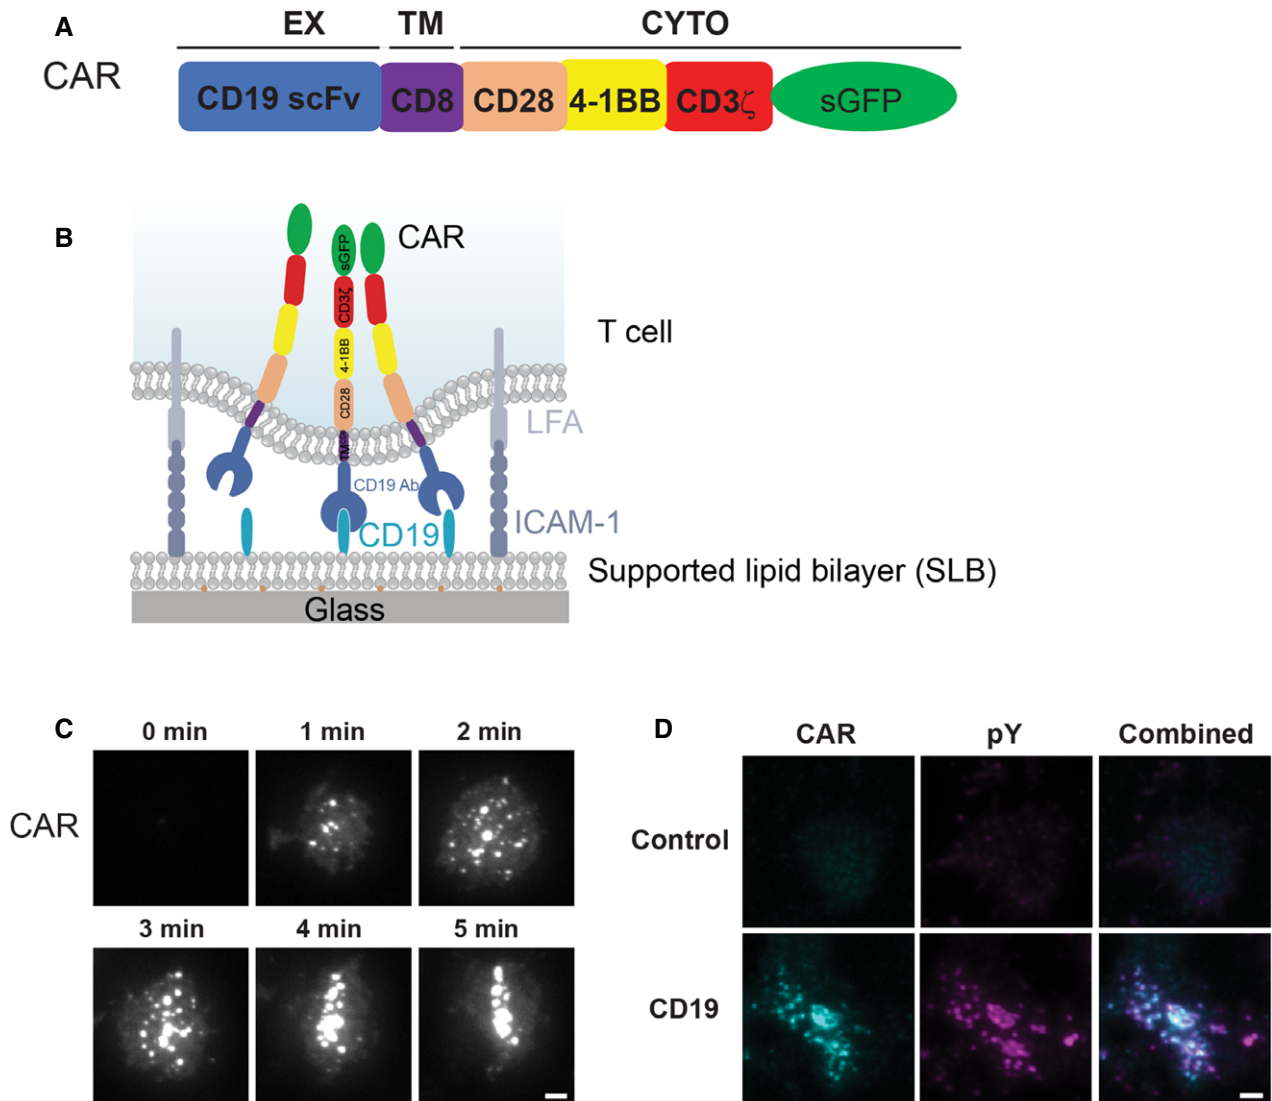 A
EX TM CYTO
CAR
CD19 scFv CD8 CD28 4-1BB CD3ζ sGFP
B
CAR
sGFP
CD3ζ
4-1BB
CD28
TM
T cell
LFA
CD19 Ab
CD19
ICAM-1
Supported lipid bilayer (SLB)
Glass
C
0 min 1 min 2 min
CAR
3 min 4 min 5 min
D
CAR pY Combined
Control
CD19